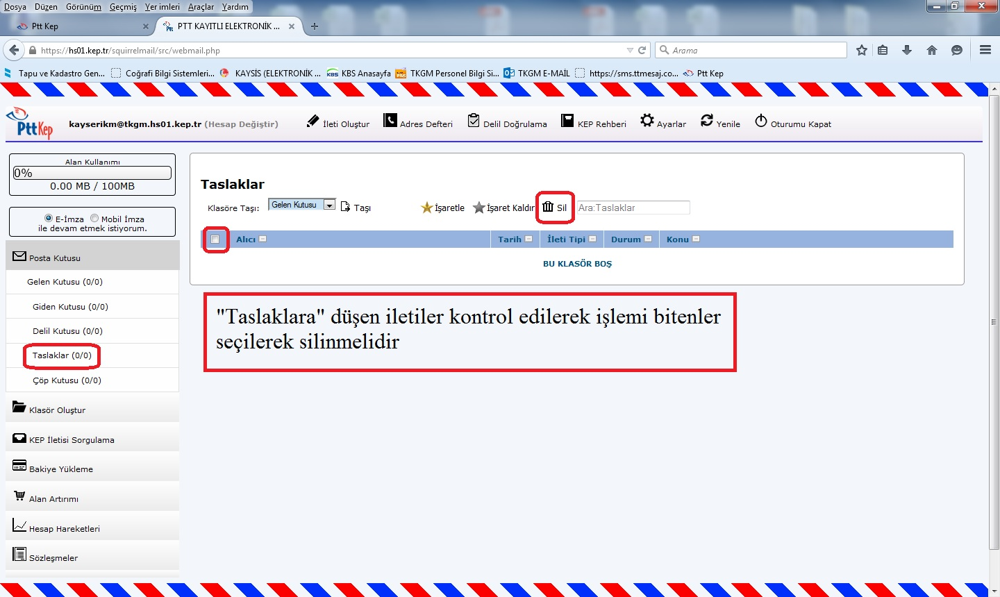 Dosya Düzen Görünüm Geçmiş Yer imleri Araçlar Yardım
Ptt Kep
PTT KAYITLI ELEKTRONİK ...
https://hs01.kep.tr/squirrelmail/src/webmail.php
Arama
Tapu ve Kadastro Gen...
Coğrafi Bilgi Sistemleri...
KAYSİS (ELEKTRONİK ...
KBS
KBS Anasayfa
TKGM Personel Bilgi Si...
TKGM E-MAİL
https://sms.ttmesaj.co...
Ptt Kep
PttKep
kayserikm@tkgm.hs01.kep.tr (Hesap Değiştir)
İleti Oluştur
Adres Defteri
Delil Doğrulama
KEP Rehberi
Ayarlar
Yenile
Oturumu Kapat
Alan Kullanımı
0%
0.00 MB / 100MB
E-İmza Mobil İmza
ile devam etmek istiyorum.
Posta Kutusu
Gelen Kutusu (0/0)
Giden Kutusu (0/0)
Delil Kutusu (0/0)
Taslaklar (0/0)
Çöp Kutusu (0/0)
Klasör Oluştur
KEP İletisi Sorgulama
Bakiye Yükleme
Alan Artırımı
Hesap Hareketleri
Sözleşmeler
Taslaklar
Klasöre Taşı: Gelen Kutusu Taşı İşaretle İşaret Kaldır Sil Ara:Taslaklar
Alıcı Tarih İleti Tipi Durum Konu
BU KLASÖR BOŞ
"Taslaklara" düşen iletiler kontrol edilerek işlemi bitenler
seçilerek silinmelidir